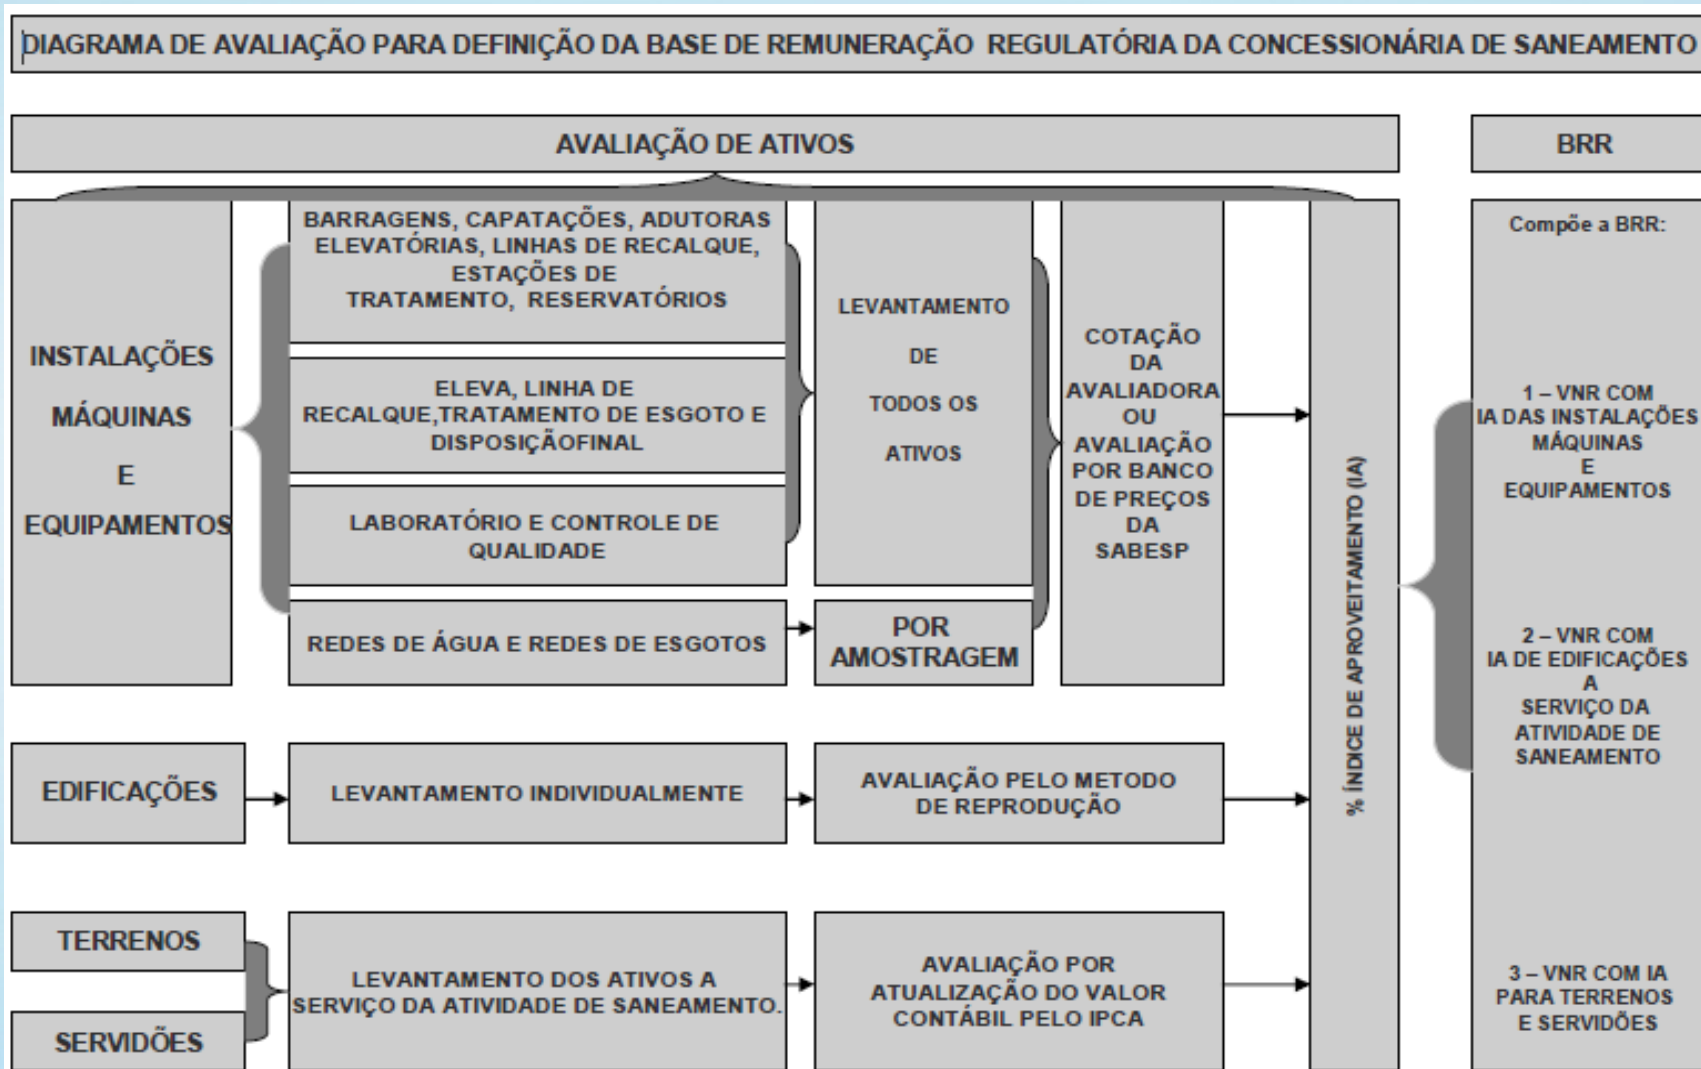 DIAGRAMA DE AVALIAÇÃO PARA DEFINIÇÃO DA BASE DE REMUNERAÇÃO REGULATÓRIA DA CONCESSIONÁRIA DE SANEAMENTO
AVALIAÇÃO DE ATIVOS
BRR
INSTALAÇÕES
MÁQUINAS
E
EQUIPAMENTOS
BARRAGENS, CAPATAÇÕES, ADUTORAS
ELEVATÓRIAS, LINHAS DE RECALQUE,
ESTAÇÕES DE
TRATAMENTO, RESERVATÓRIOS
ELEVA, LINHA DE
RECALQUE,TRATAMENTO DE ESGOTO E
DISPOSIÇÃOFINAL
LABORATÓRIO E CONTROLE DE
QUALIDADE
REDES DE ÁGUA E REDES DE ESGOTOS
LEVANTAMENTO
DE
TODOS OS
ATIVOS
POR
AMOSTRAGEM
COTAÇÃO
DA
AVALIADORA
OU
AVALIAÇÃO
POR BANCO
DE PREÇOS
DA
SABESP
EDIFICAÇÕES
LEVANTAMENTO INDIVIDUALMENTE
AVALIAÇÃO PELO METODO
DE REPRODUÇÃO
TERRENOS
SERVIDÕES
LEVANTAMENTO DOS ATIVOS A
SERVIÇO DA ATIVIDADE DE SANEAMENTO.
AVALIAÇÃO POR
ATUALIZAÇÃO DO VALOR
CONTÁBIL PELO IPCA
% ÍNDICE DE APROVEITAMENTO (IA)
Compõe a BRR:
1 – VNR COM
IA DAS INSTALAÇÕES
MÁQUINAS
E
EQUIPAMENTOS
2 – VNR COM
IA DE EDIFICAÇÕES
A
SERVIÇO DA
ATIVIDADE DE
SANEAMENTO
3 – VNR COM IA
PARA TERRENOS
E SERVIDÕES